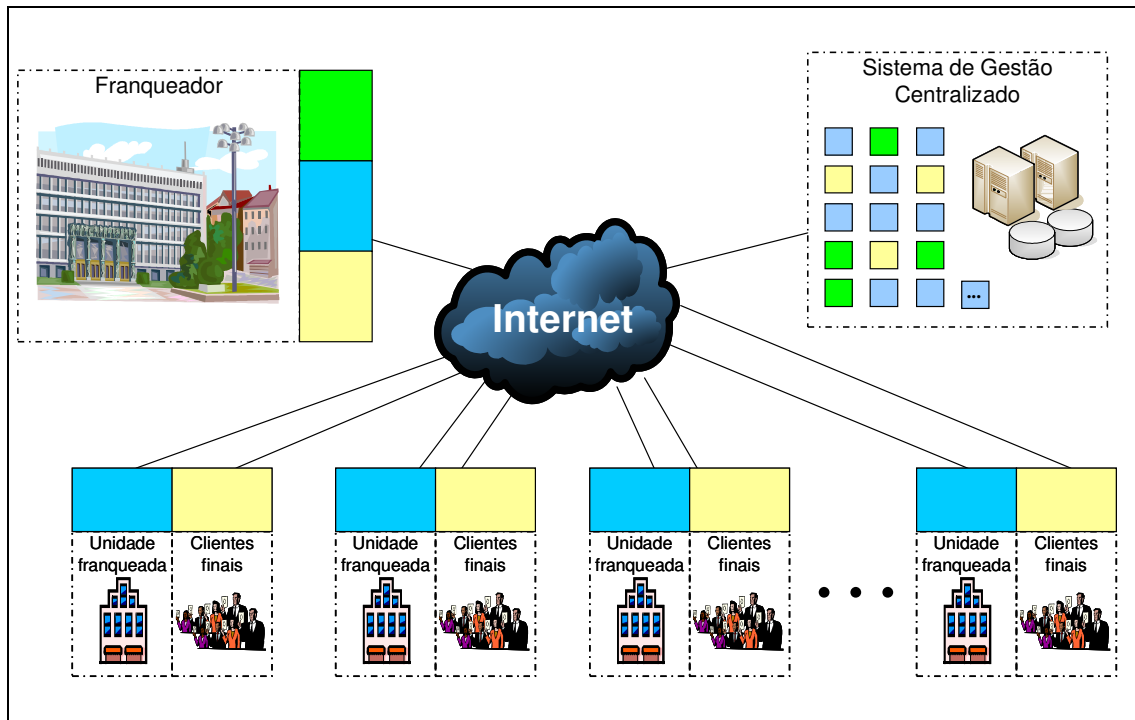 Franqueador
Sistema de Gestão
Centralizado
...
Internet
Unidade
franqueada
Clientes
finais
Unidade
franqueada
Clientes
finais
Unidade
franqueada
Clientes
finais
...
Unidade
franqueada
Clientes
finais